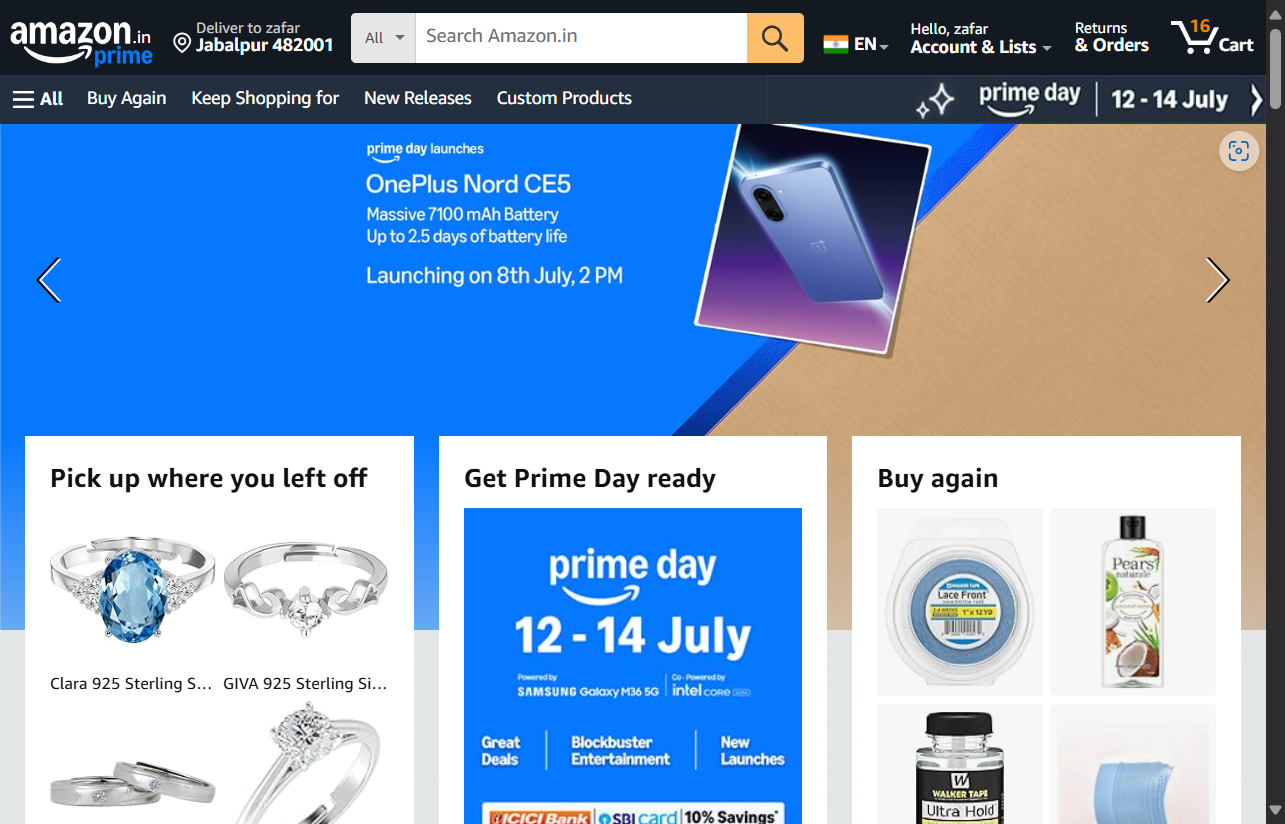 amazon.in
prime
Deliver to zafar
Jabalpur 482001
All
Search Amazon.in
EN
Hello, zafar
Account & Lists
Returns
& Orders
16
Cart
All
Buy Again
Keep Shopping for
New Releases
Custom Products
prime day
12 - 14 July
prime day launches
OnePlus Nord CE5
Massive 7100 mAh Battery
Up to 2.5 days of battery life
Launching on 8th July, 2 PM
Pick up where you left off
Clara 925 Sterling S...
GIVA 925 Sterling Si...
Get Prime Day ready
prime day
12 - 14 July
Powered by
SAMSUNG Galaxy M36 5G
Co - Powered by
intel core
Great
Deals
Blockbuster
Entertainment
New
Launches
ICICI Bank
SBI card
10% Savings*
Buy again
WALKER TAPE
Lace Front
1" x 12 YD
Pears
naturale
W
WALKER TAPE
Ultra Hold